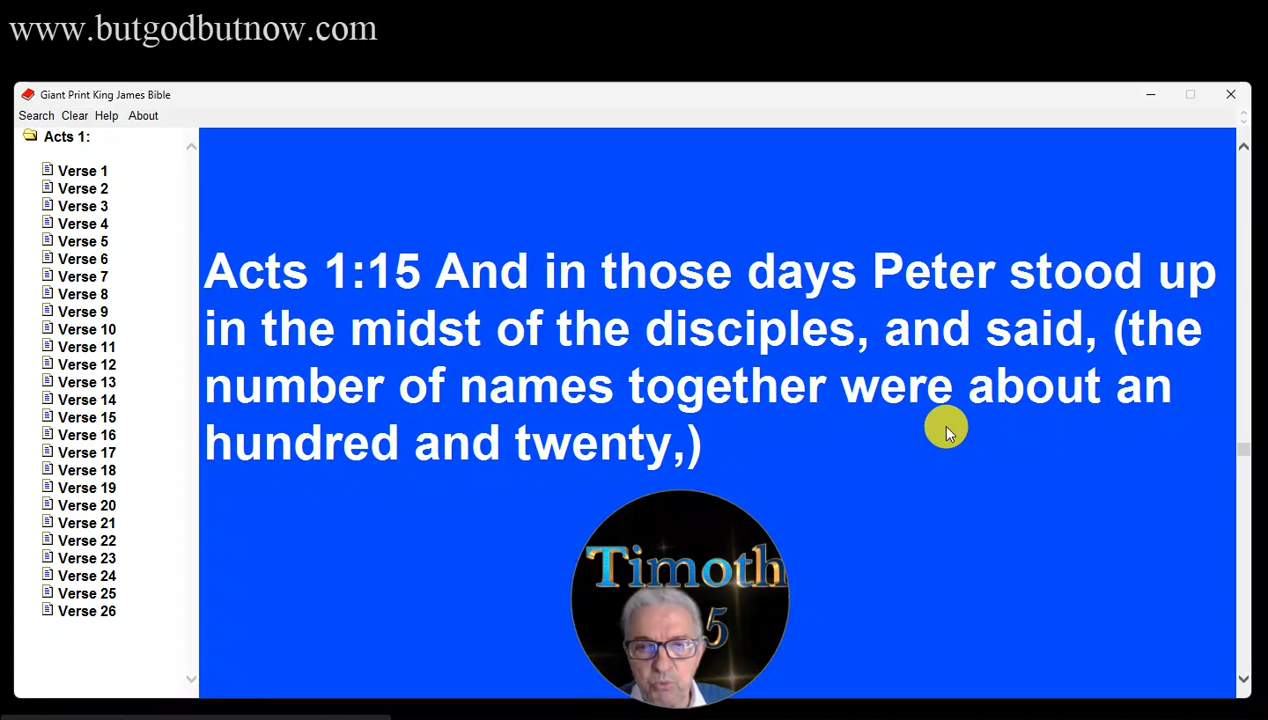 www.butgodbutnow.com
Giant Print King James Bible
Search Clear Help About
Acts 1:
Verse 1
Verse 2
Verse 3
Verse 4
Verse 5
Verse 6
Verse 7
Verse 8
Verse 9
Verse 10
Verse 11
Verse 12
Verse 13
Verse 14
Verse 15
Verse 16
Verse 17
Verse 18
Verse 19
Verse 20
Verse 21
Verse 22
Verse 23
Verse 24
Verse 25
Verse 26
Acts 1:15 And in those days Peter stood up
in the midst of the disciples, and said, (the
number of names together were about an
hundred and twenty,)
Timoth
5